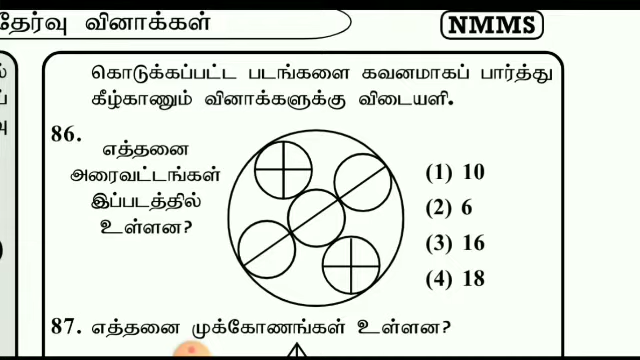 தேர்வு வினாக்கள்
NMMS
கொடுக்கப்பட்ட படங்களை கவனமாகப் பார்த்து
கீழ்காணும் வினாக்களுக்கு விடையளி.
86.
எத்தனை
அரைவட்டங்கள்
இப்படத்தில்
உள்ளன?
(1) 10
(2) 6
(3) 16
(4) 18
87. எத்தனை முக்கோணங்கள் உள்ளன?